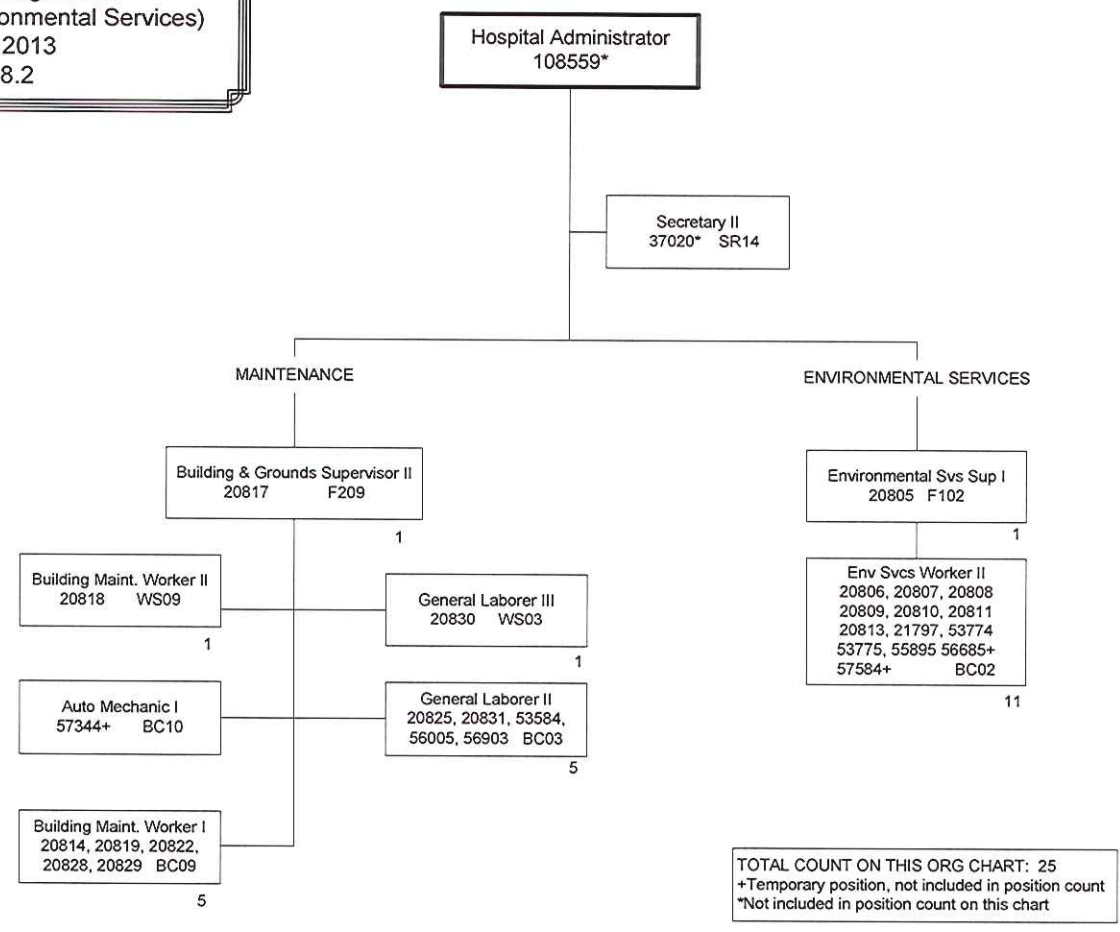 onmental Services)
2013
8.2
Hospital Administrator
108559*
Secretary II
37020* SR14
MAINTENANCE
ENVIRONMENTAL SERVICES
Building & Grounds Supervisor II
20817 F209
1
Environmental Svs Sup I
20805 F102
1
Building Maint. Worker II
20818 WS09
1
General Laborer III
20830 WS03
1
Env Svcs Worker II
20806, 20807, 20808
20809, 20810, 20811
20813, 21797, 53774
53775, 55895 56685+
57584+ BC02
11
Auto Mechanic I
57344+ BC10
General Laborer II
20825, 20831, 53584,
56005, 56903 BC03
5
Building Maint. Worker I
20814, 20819, 20822,
20828, 20829 BC09
5
TOTAL COUNT ON THIS ORG CHART: 25
+Temporary position, not included in position count
*Not included in position count on this chart